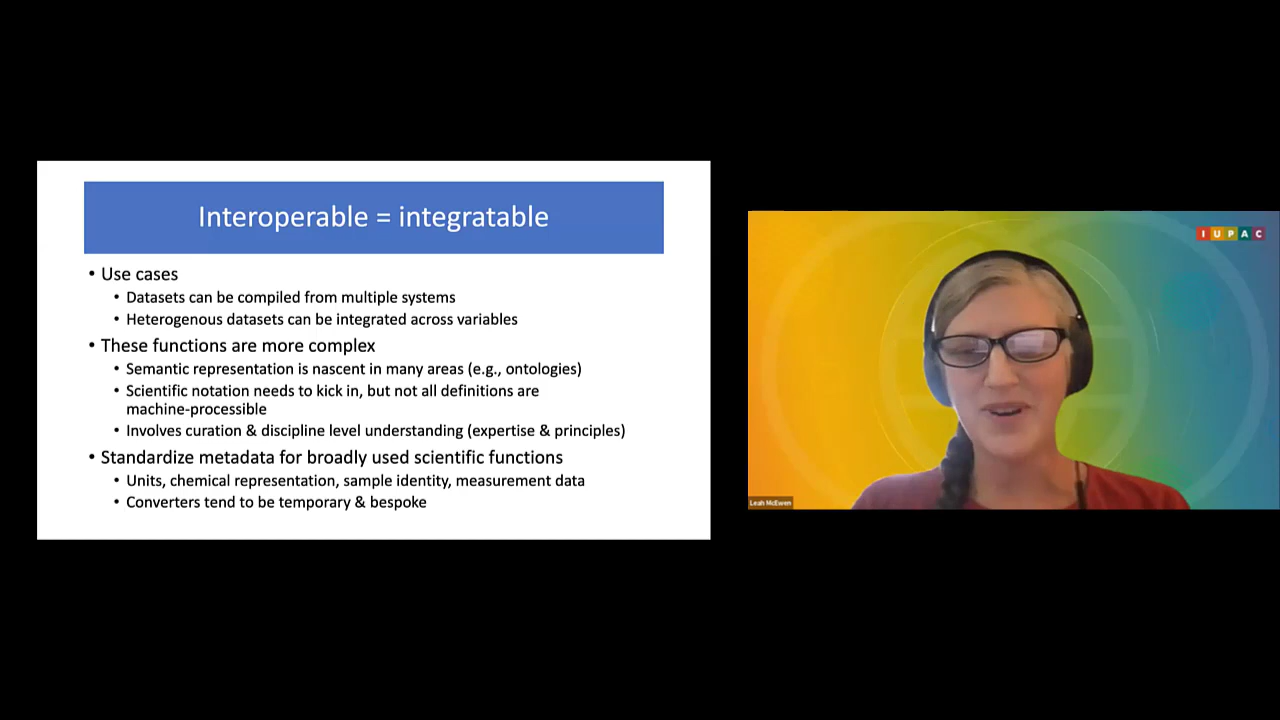 Interoperable = integratable
• Use cases
• Datasets can be compiled from multiple systems
• Heterogenous datasets can be integrated across variables
• These functions are more complex
• Semantic representation is nascent in many areas (e.g., ontologies)
• Scientific notation needs to kick in, but not all definitions are
machine-processible
• Involves curation & discipline level understanding (expertise & principles)
• Standardize metadata for broadly used scientific functions
• Units, chemical representation, sample identity, measurement data
• Converters tend to be temporary & bespoke
IUPAC
Leah McEwen